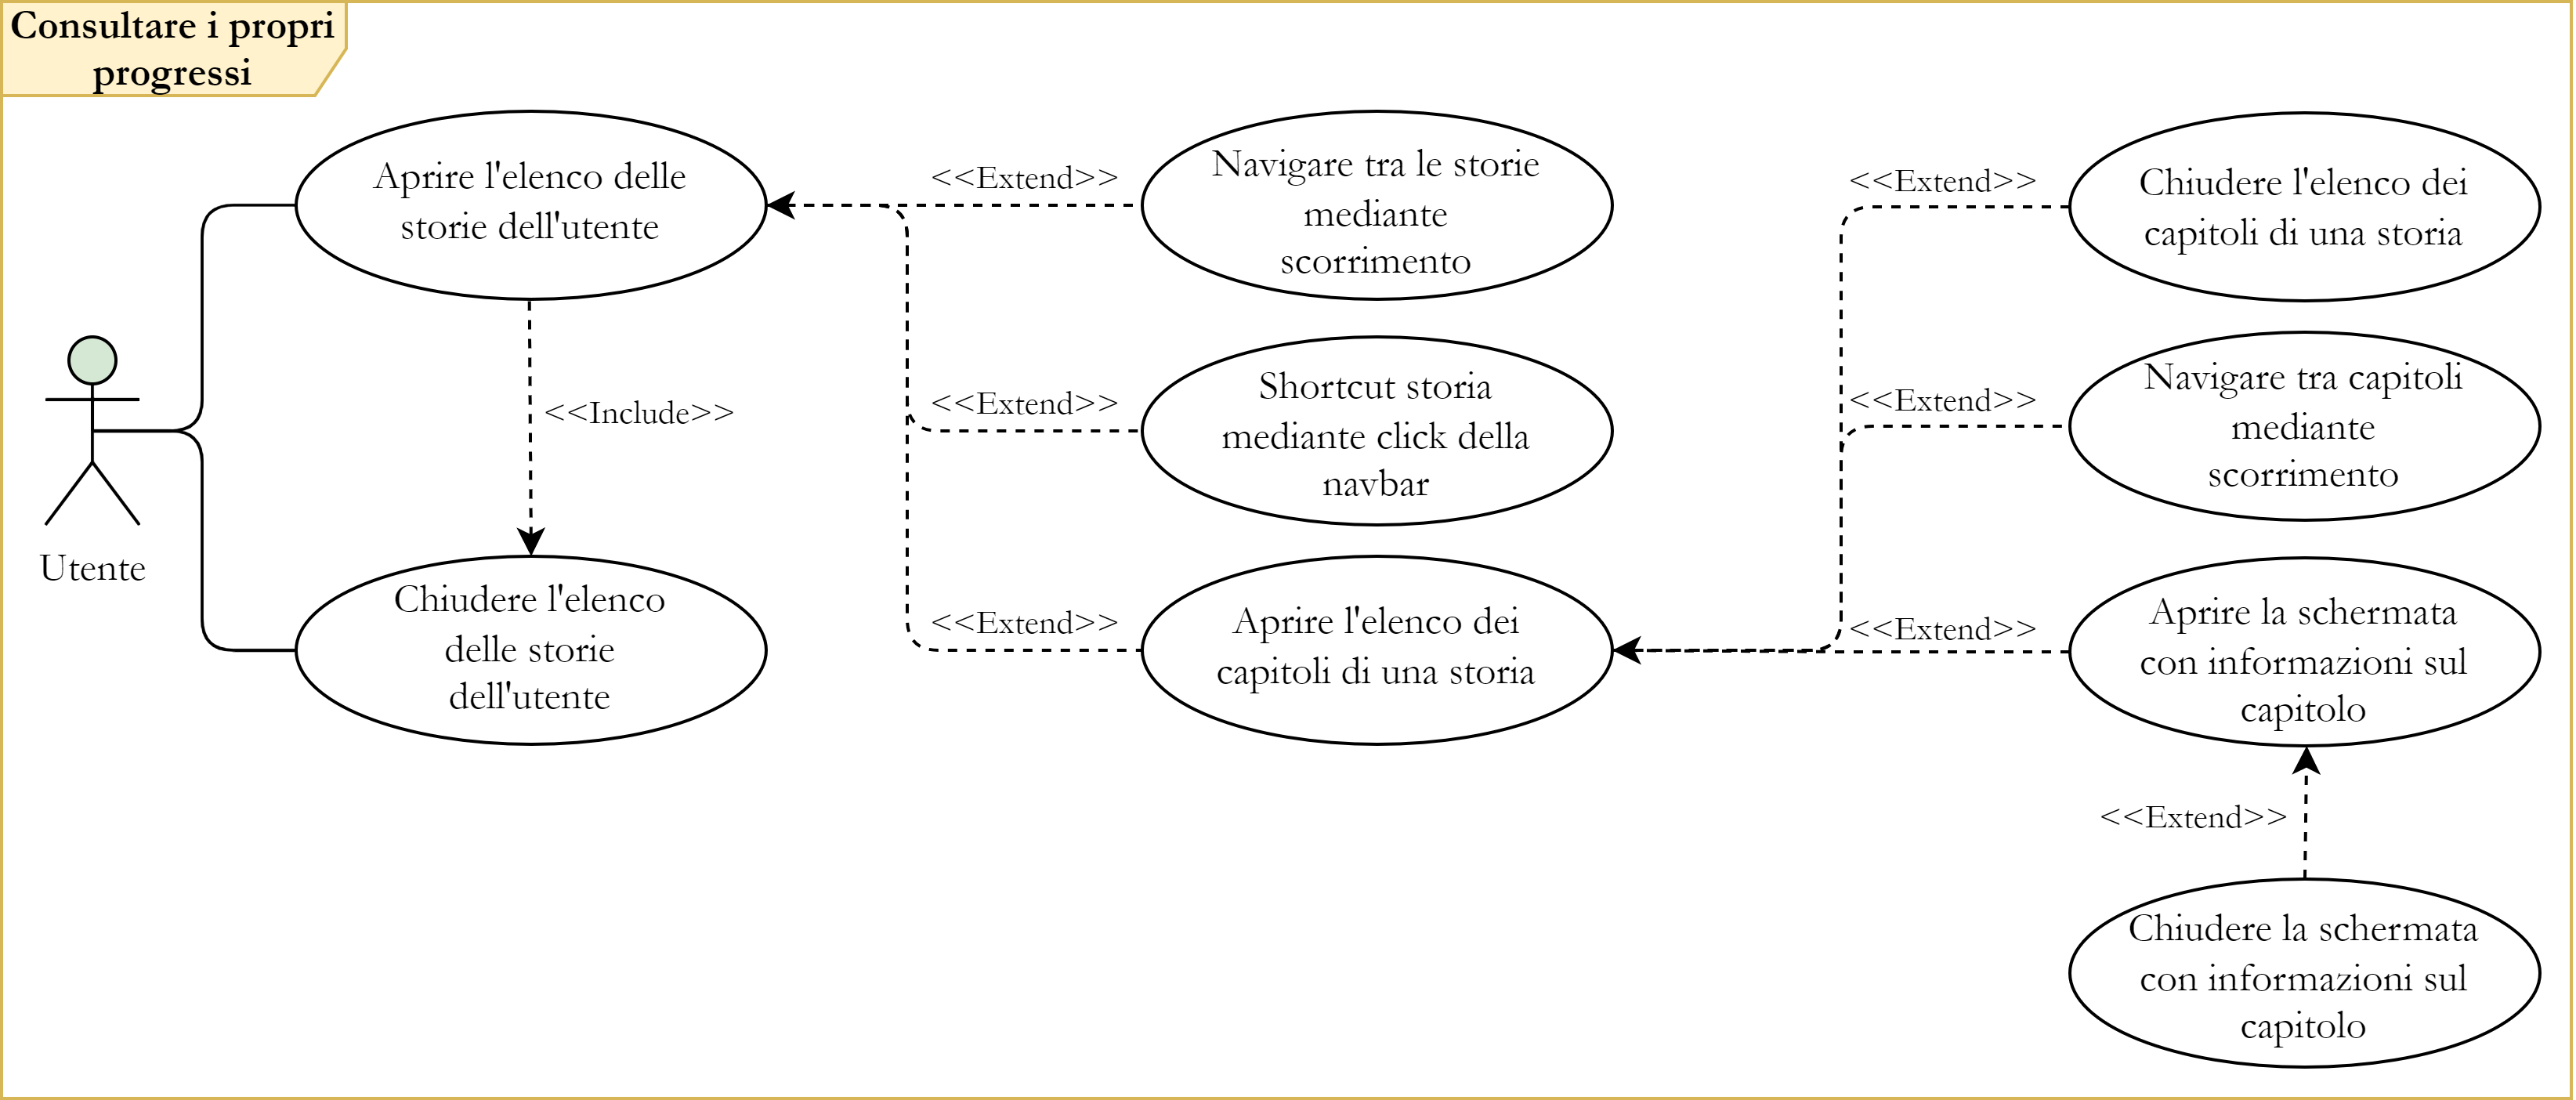 Consultare i propri
progressi
Aprire l'elenco delle
storie dell'utente
<<Extend>>
Navigare tra le storie
mediante
scorrimento
<<Extend>>
Chiudere l'elenco dei
capitoli di una storia
Utente
<<Include>>
<<Extend>>
Shortcut storia
mediante click della
navbar
<<Extend>>
Navigare tra capitoli
mediante
scorrimento
Chiudere l'elenco
delle storie
dell'utente
<<Extend>>
Aprire l'elenco dei
capitoli di una storia
<<Extend>>
Aprire la schermata
con informazioni sul
capitolo
<<Extend>>
Chiudere la schermata
con informazioni sul
capitolo